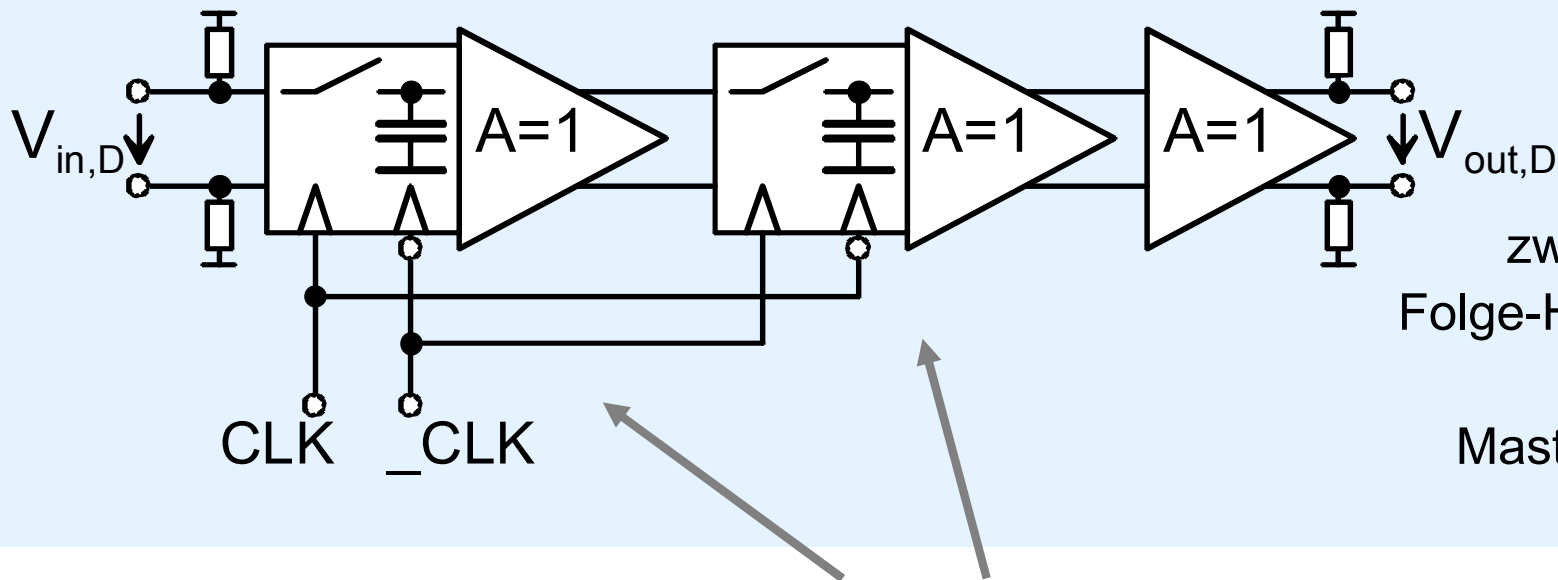 V in,D
A=1
A=1
A=1
V out,D
zw
Folge-H
CLK
_CLK
Mast